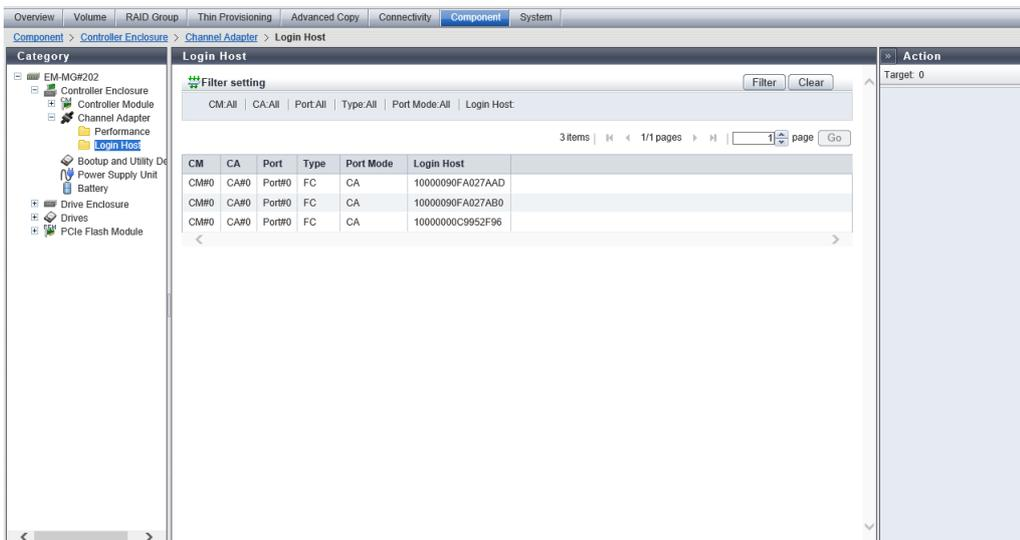 Overview Volume RAID Group Thin Provisioning Advanced Copy Connectivity Component System
Component > Controller Enclosure > Channel Adapter > Login Host
Category
EM-MG#202
Controller Enclosure
Controller Module
Channel Adapter
Performance
Login Host
Bootup and Utility De
Power Supply Unit
Battery
Drive Enclosure
Drives
PCIe Flash Module
Login Host
Filter setting Filter Clear
CM:All | CA:All | Port:All | Type:All | Port Mode:All | Login Host:
3 items 1/1 pages 1 page Go
CM CA Port Type Port Mode Login Host
CM#0 CA#0 Port#0 FC CA 10000090FA027AAD
CM#0 CA#0 Port#0 FC CA 10000090FA027AB0
CM#0 CA#0 Port#0 FC CA 10000000C9952F96
» Action
Target: 0